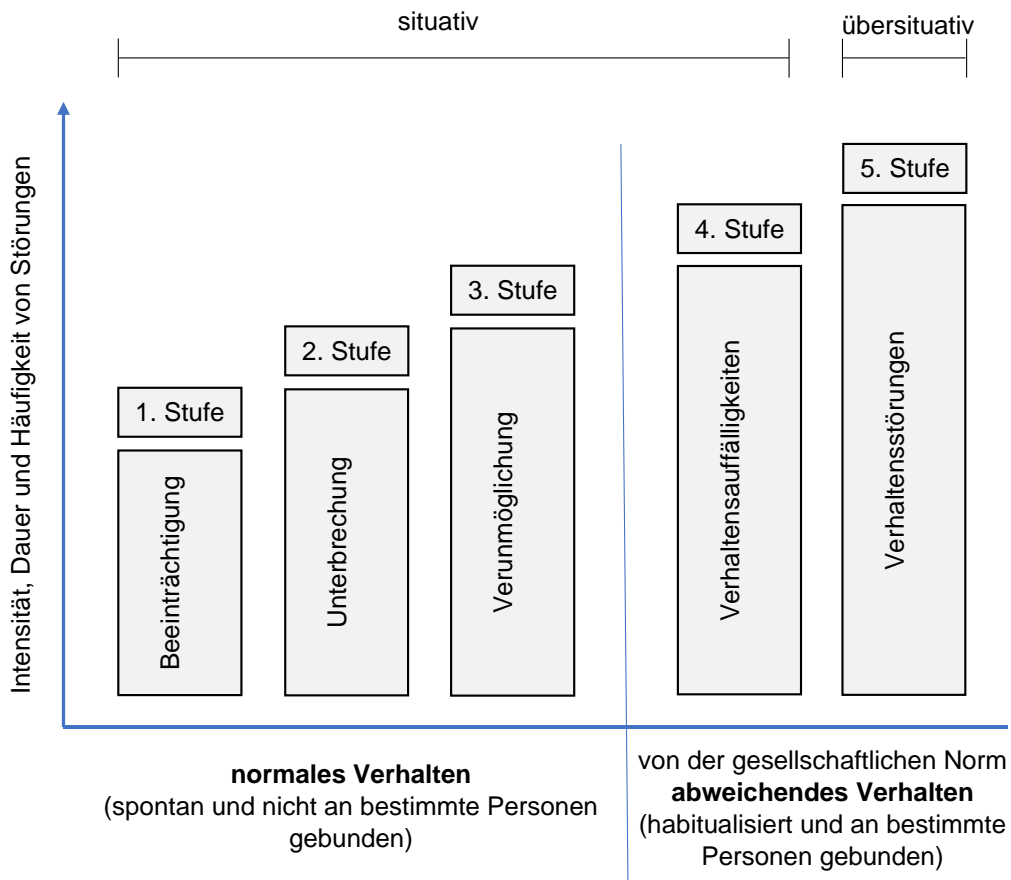 situativ
übersituativ
Intensität, Dauer und Häufigkeit von Störungen
1. Stufe
Beeinträchtigung
2. Stufe
Unterbrechung
3. Stufe
Verunmöglichung
4. Stufe
Verhaltensauffälligkeiten
5. Stufe
Verhaltensstörungen
normales Verhalten
(spontan und nicht an bestimmte Personen
gebunden)
von der gesellschaftlichen Norm
abweichendes Verhalten
(habitualisiert und an bestimmte
Personen gebunden)